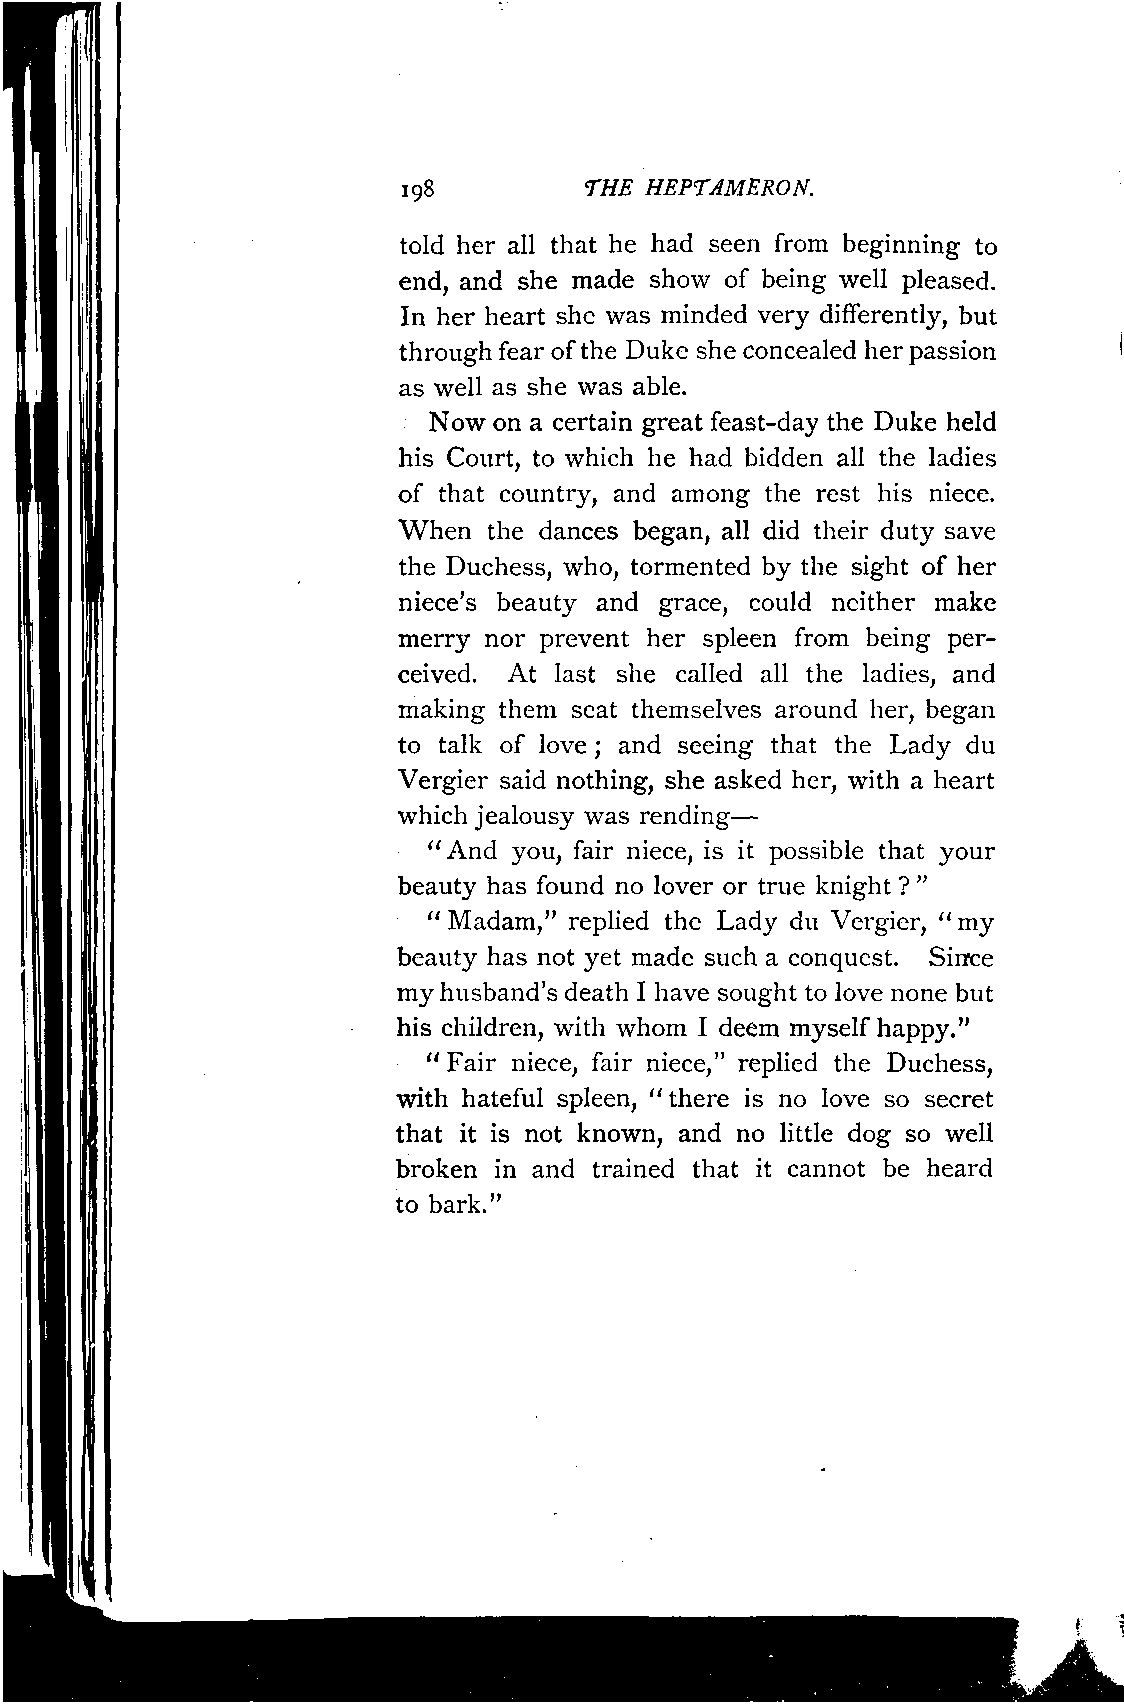 198 THE HEPTAMERON.
told her all that he had seen from beginning to
end, and she made show of being well pleased.
In her heart she was minded very differently, but
through fear of the Duke she concealed her passion
as well as she was able.
Now on a certain great feast-day the Duke held
his Court, to which he had bidden all the ladies
of that country, and among the rest his niece.
When the dances began, all did their duty save
the Duchess, who, tormented by the sight of her
niece's beauty and grace, could neither make
merry nor prevent her spleen from being per-
ceived. At last she called all the ladies, and
making them seat themselves around her, began
to talk of love; and seeing that the Lady du
Vergier said nothing, she asked her, with a heart
which jealousy was rending—
"And you, fair niece, is it possible that your
beauty has found no lover or true knight?"
"Madam," replied the Lady du Vergier, "my
beauty has not yet made such a conquest. Since
my husband's death I have sought to love none but
his children, with whom I deem myself happy."
"Fair niece, fair niece," replied the Duchess,
with hateful spleen, "there is no love so secret
that it is not known, and no little dog so well
broken in and trained that it cannot be heard
to bark."